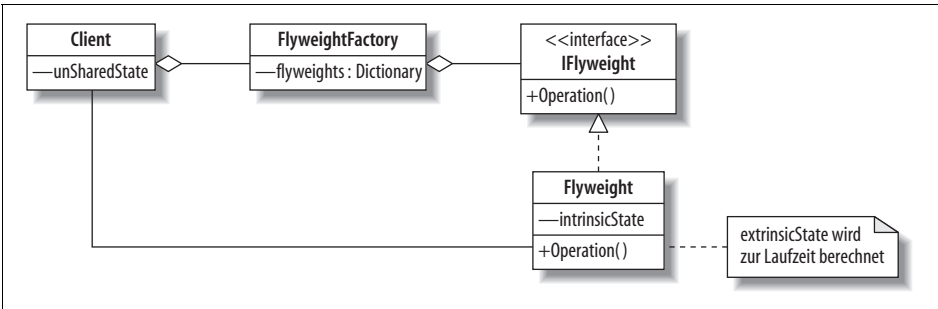 Client
—unSharedState
FlyweightFactory
—flyweights : Dictionary
<<interface>>
IFlyweight
+Operation()
Flyweight
—intrinsicState
+Operation()
extrinsicState wird
zur Laufzeit berechnet